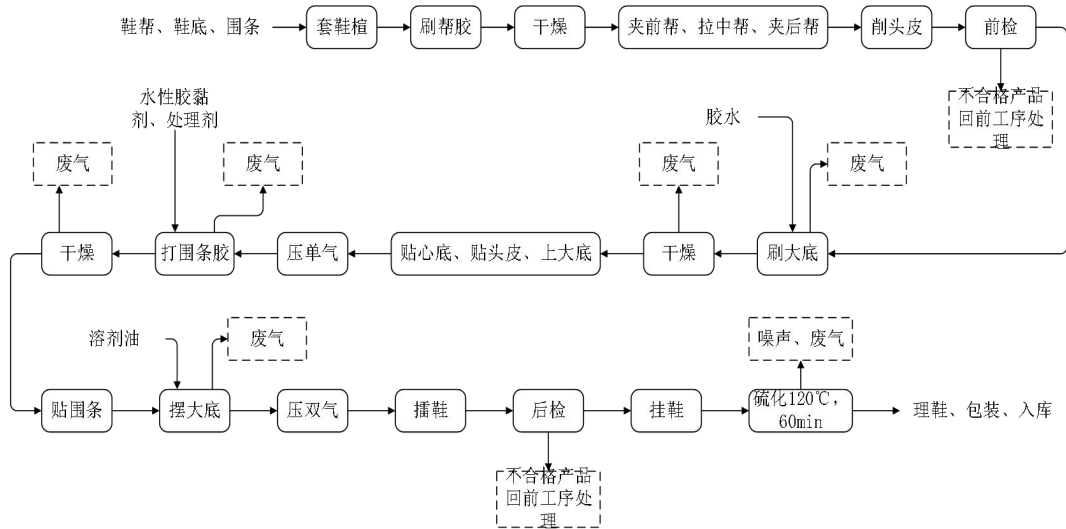 鞋帮、鞋底、围条
套鞋楦
刷帮胶
干燥
夹前帮、拉中帮、夹后帮
削头皮
前检
不合格产品
回前工序处
理
水性胶黏
剂、处理剂
胶水
废气
废气
废气
废气
干燥
打围条胶
压单气
贴心底、贴头皮、上大底
干燥
刷大底
溶剂油
废气
噪声、废气
贴围条
摆大底
压双气
擂鞋
后检
挂鞋
硫化120℃，
60min
理鞋、包装、入库
不合格产品
回前工序处
理